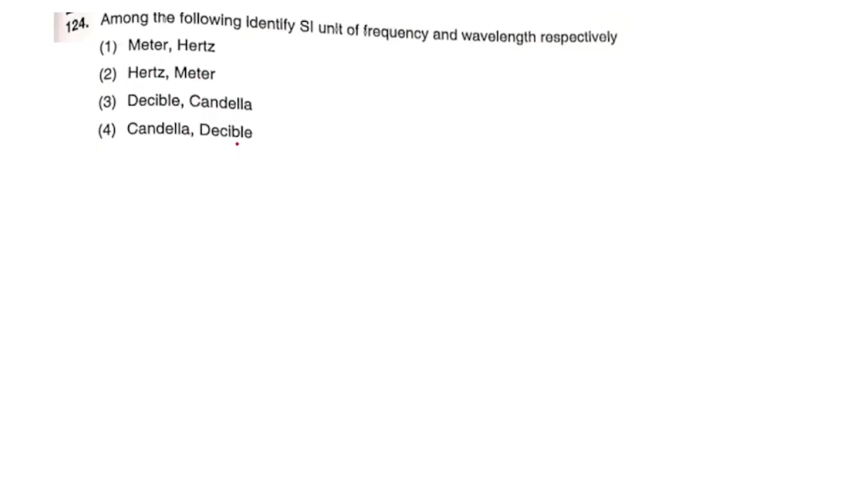 124. Among the following identify SI unit of frequency and wavelength respectively
(1) Meter, Hertz
(2) Hertz, Meter
(3) Decible, Candella
(4) Candella, Decible